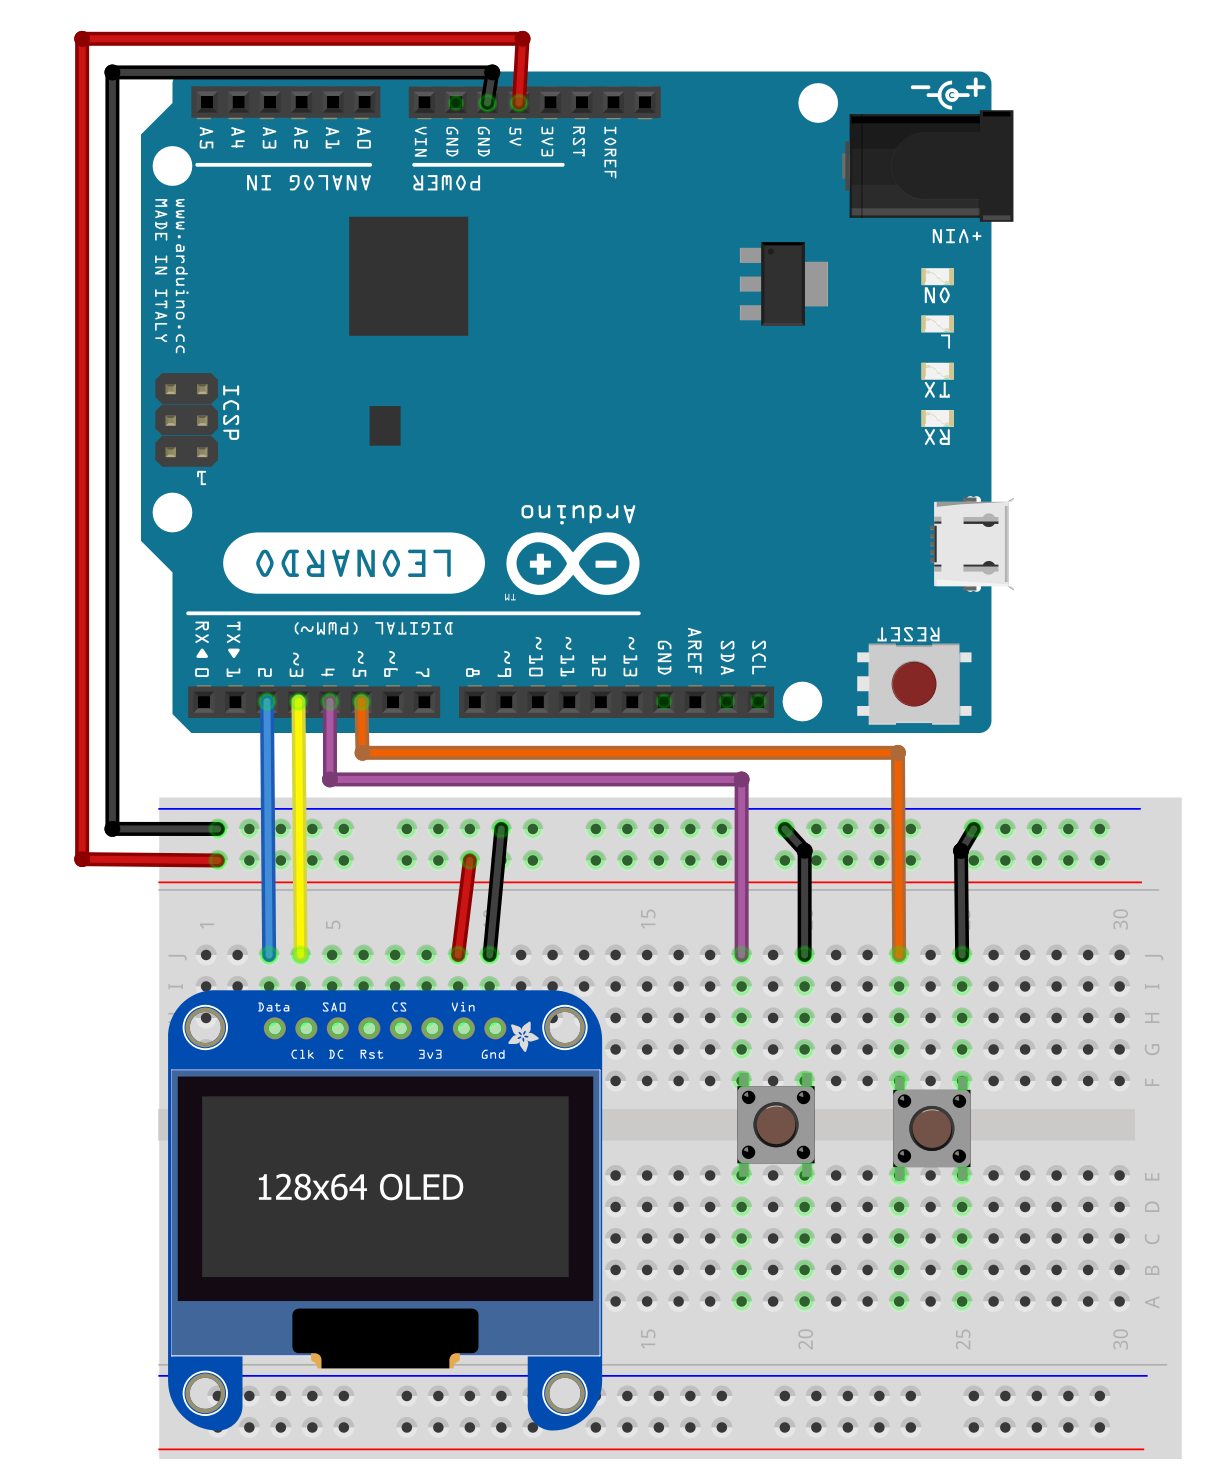 A5 A4 A3 A2 A1 A0
VIN GND GND 5V 3V3 RST IOREF
ANALOG IN
POWER
+VIN
www.arduino.cc
MADE IN ITALY
ON
L
TX
RX
ICSP
1
Arduino
LEONARDO
TM
DIGITAL (PWM~)
RESET
RX◀0 TX▶1 2 ~3 4 ~5 ~6 7
8 ~9 ~10 ~11 12 ~13 GND AREF SDA SCL
1 5 15 30
J J
I I
H
G
F
Data SAO CS Vin
Clk DC Rst 3v3 Gnd
128x64 OLED
E
D
C
B
A
15 20 25 30